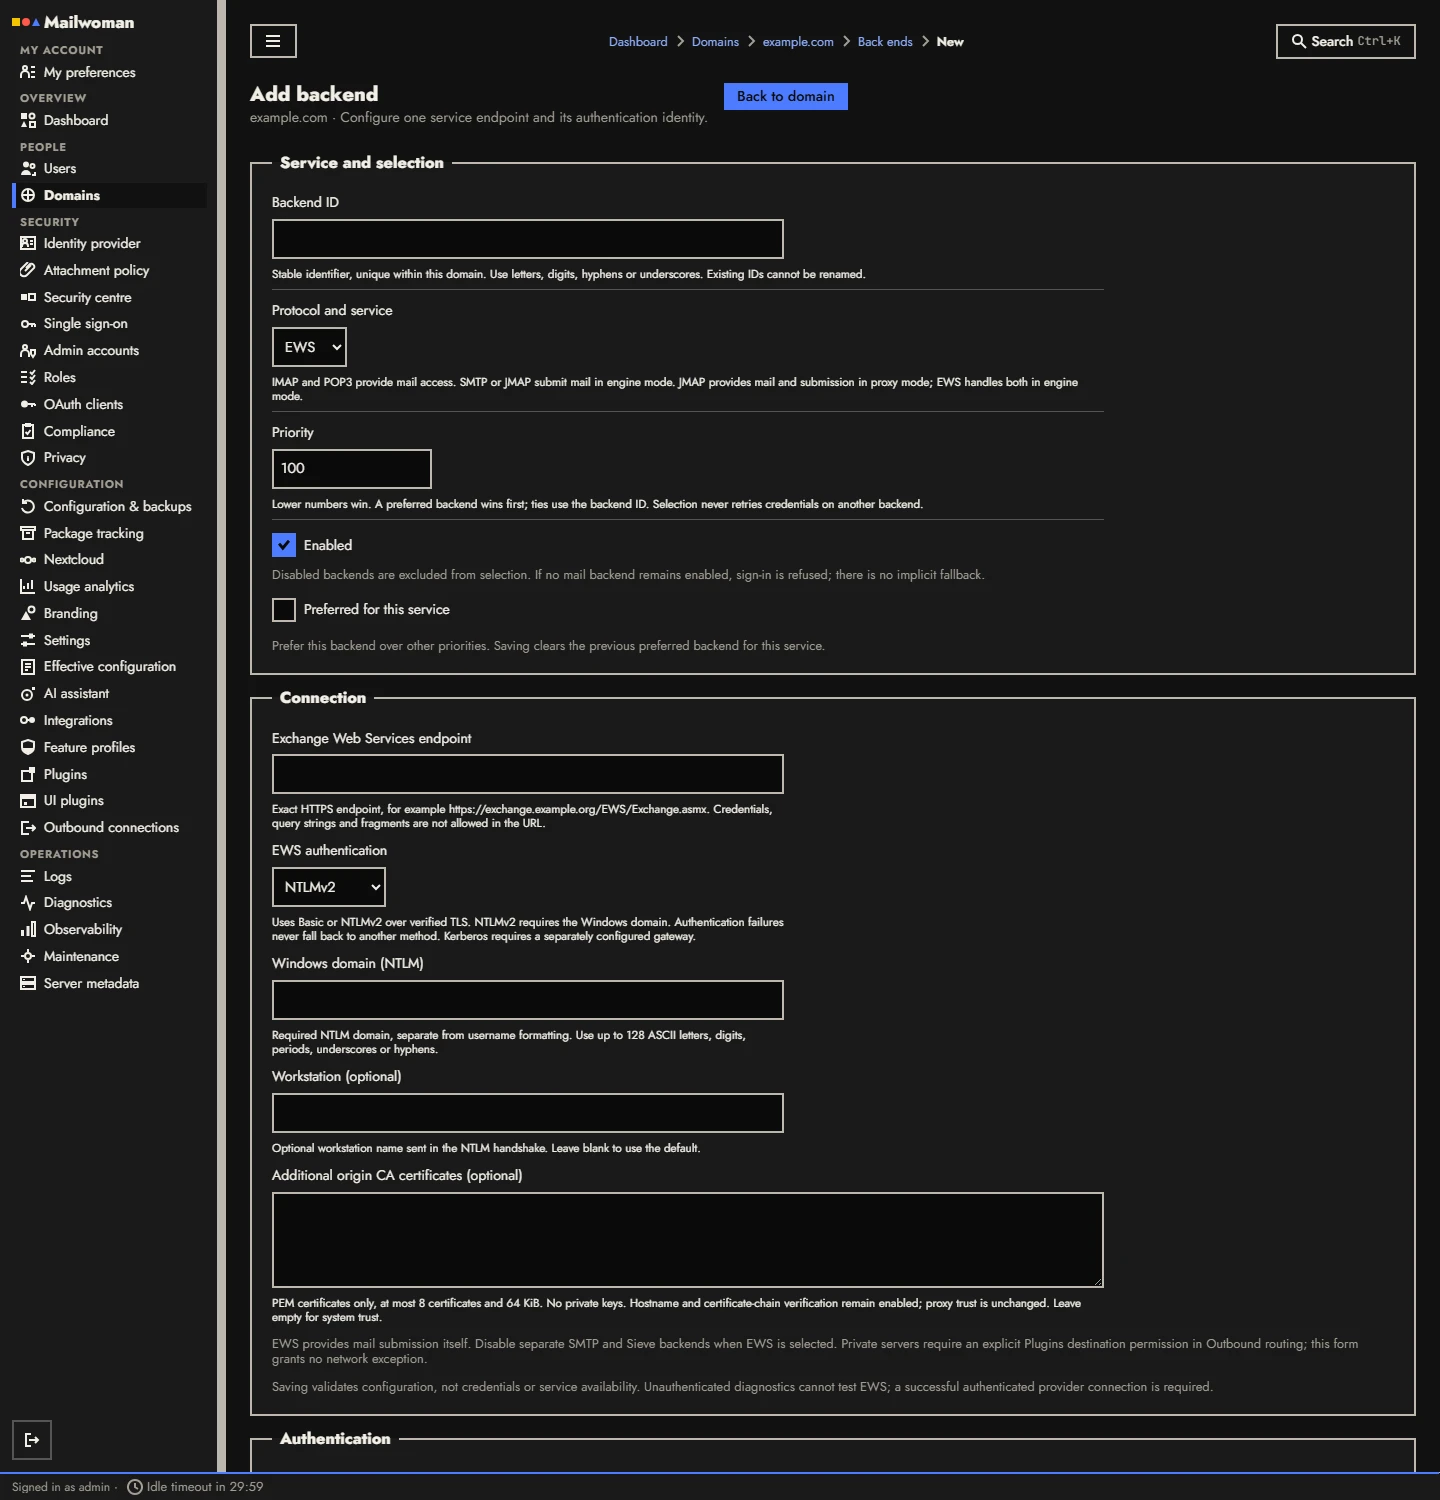 Mailwoman
MY ACCOUNT
My preferences
OVERVIEW
Dashboard
PEOPLE
Users
Domains
SECURITY
Identity provider
Attachment policy
Security centre
Single sign-on
Admin accounts
Roles
OAuth clients
Compliance
Privacy
CONFIGURATION
Configuration & backups
Package tracking
Nextcloud
Usage analytics
Branding
Settings
Effective configuration
AI assistant
Integrations
Feature profiles
Plugins
UI plugins
Outbound connections
OPERATIONS
Logs
Diagnostics
Observability
Maintenance
Server metadata
Dashboard > Domains > example.com > Back ends > New
Search Ctrl+K
Add backend
example.com · Configure one service endpoint and its authentication identity.
Back to domain
Service and selection
Backend ID
Stable identifier, unique within this domain. Use letters, digits, hyphens or underscores. Existing IDs cannot be renamed.
Protocol and service
EWS
IMAP and POP3 provide mail access. SMTP or JMAP submit mail in engine mode. JMAP provides mail and submission in proxy mode; EWS handles both in engine
mode.
Priority
100
Lower numbers win. A preferred backend wins first; ties use the backend ID. Selection never retries credentials on another backend.
Enabled
Disabled backends are excluded from selection. If no mail backend remains enabled, sign-in is refused; there is no implicit fallback.
Preferred for this service
Prefer this backend over other priorities. Saving clears the previous preferred backend for this service.
Connection
Exchange Web Services endpoint
Exact HTTPS endpoint, for example https://exchange.example.org/EWS/Exchange.asmx. Credentials,
query strings and fragments are not allowed in the URL.
EWS authentication
NTLMv2
Uses Basic or NTLMv2 over verified TLS. NTLMv2 requires the Windows domain. Authentication failures
never fall back to another method. Kerberos requires a separately configured gateway.
Windows domain (NTLM)
Required NTLM domain, separate from username formatting. Use up to 128 ASCII letters, digits,
periods, underscores or hyphens.
Workstation (optional)
Optional workstation name sent in the NTLM handshake. Leave blank to use the default.
Additional origin CA certificates (optional)
PEM certificates only, at most 8 certificates and 64 KiB. No private keys. Hostname and certificate-chain verification remain enabled; proxy trust is unchanged. Leave
empty for system trust.
EWS provides mail submission itself. Disable separate SMTP and Sieve backends when EWS is selected. Private servers require an explicit Plugins destination permission in Outbound routing; this form
grants no network exception.
Saving validates configuration, not credentials or service availability. Unauthenticated diagnostics cannot test EWS; a successful authenticated provider connection is required.
Authentication
Signed in as admin · Idle timeout in 29:59